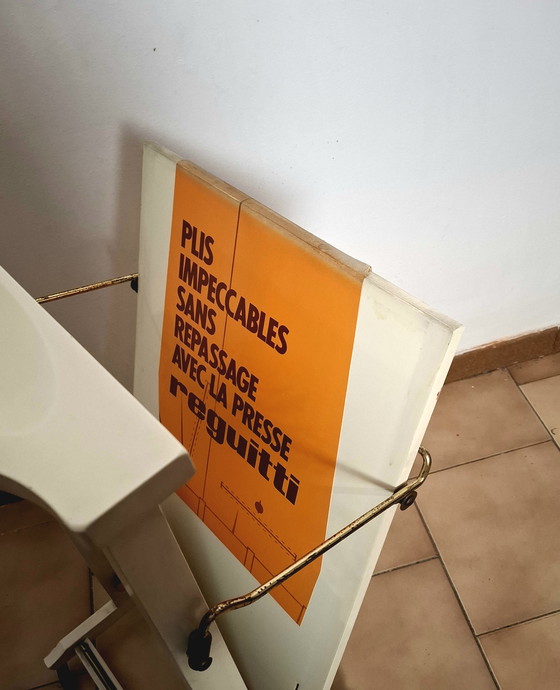 PLIS
IMPECCABLES
SANS
REPASSAGE
AVEC LA PRESSE
reguitti